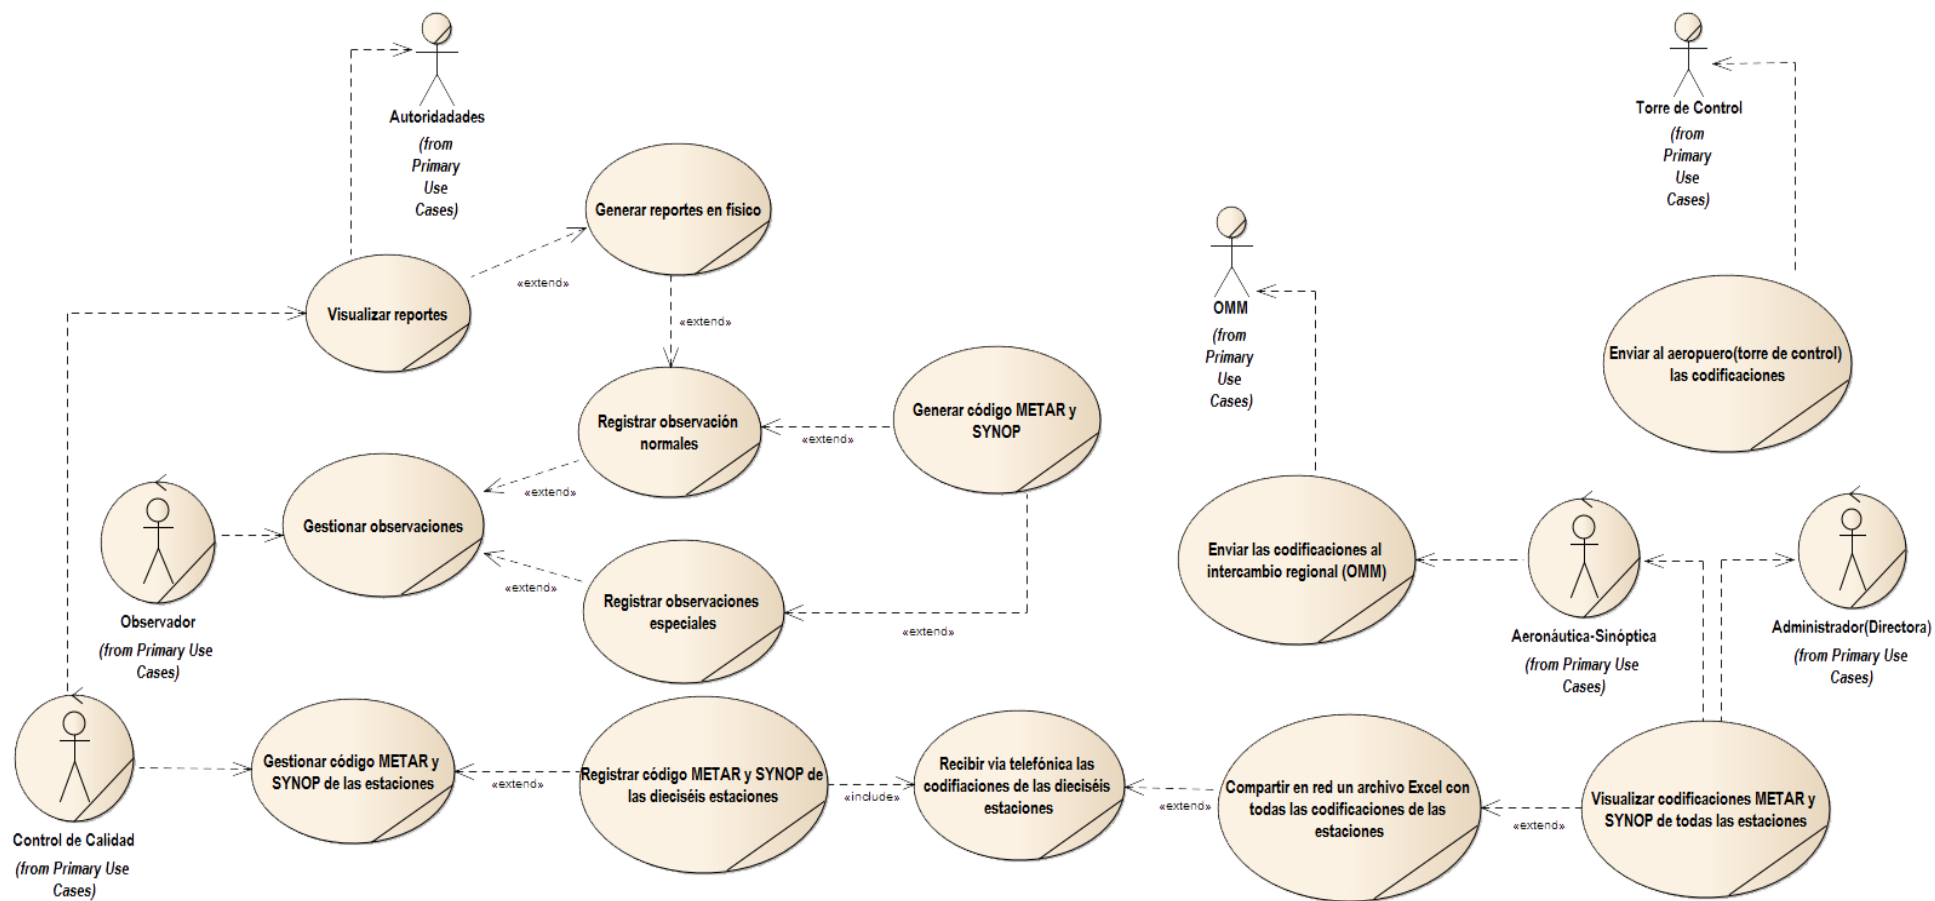 Autoridadades
(from
Primary
Use
Cases)
Torre de Control
(from
Primary
Use
Cases)
Generar reportes en fisico
OMM
(from
Primary
Use
Cases)
«extend»
Visualizar reportes
«extend»
Enviar al aeropuero(torre de control)
las codificaciones
Registrar observación
normales
«extend»
Generar código METAR y
SYNOP
Gestionar observaciones
«extend»
«extend»
Registrar observaciones
especiales
«extend»
Enviar las codificaciones al
intercambio regional (OMM)
Observador
(from Primary Use
Cases)
Aeronáutica-Sinóptica
(from Primary Use
Cases)
Administrador(Directora)
(from Primary Use
Cases)
Control de Calidad
(from Primary Use
Cases)
Gestionar código METAR y
SYNOP de las estaciones
«extend»
Registrar código METAR y SYNOP de
las dieciséis estaciones
«include»
Recibir via telefónica las
codifiaciones de las dieciséis
estaciones
«extend»
Compartir en red un archivo Excel con
todas las codificaciones de las
estaciones
«extend»
Visualizar codificaciones METAR y
SYNOP de todas las estaciones